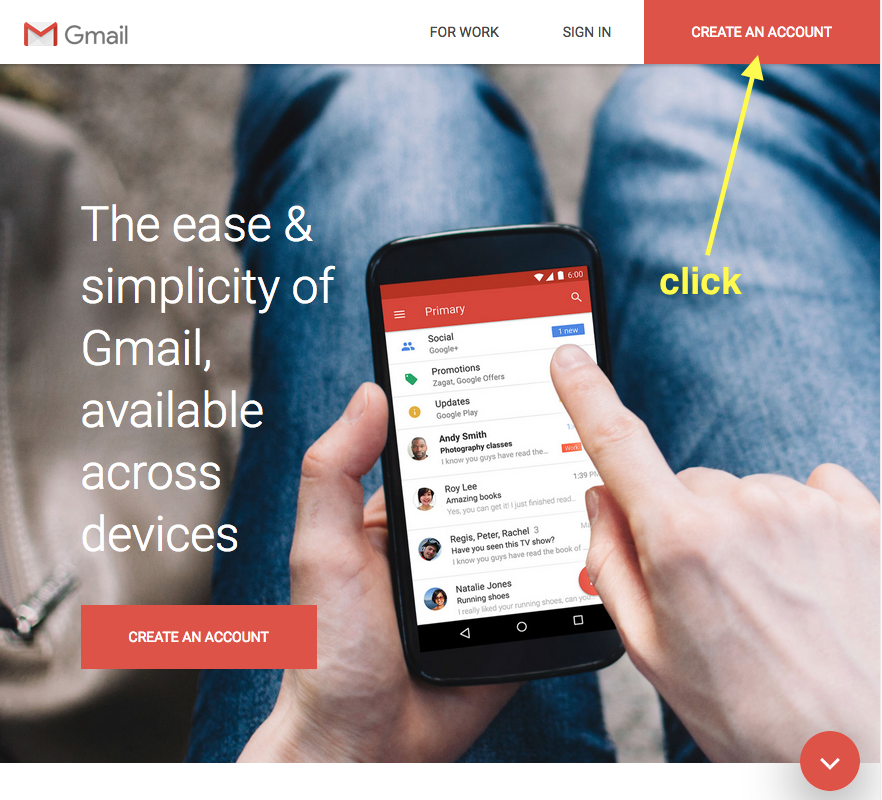 Gmail
FOR WORK
SIGN IN
CREATE AN ACCOUNT
click
The ease &
simplicity of
Gmail,
available
across
devices
CREATE AN ACCOUNT
6:00
Primary
Social
1 new
Google+
Promotions
Zagat, Google Offers
Updates
Google Play
Andy Smith
Photography classes
I know you guys have read the...
Work
Roy Lee
1:39 PM
Amazing books
Yes, you can get it! I just finished read..
Regis, Peter, Rachel 3
Have you seen this TV show?
I know you guys have read the book of ..
Natalie Jones
Running shoes
I really liked your running shoes, can you